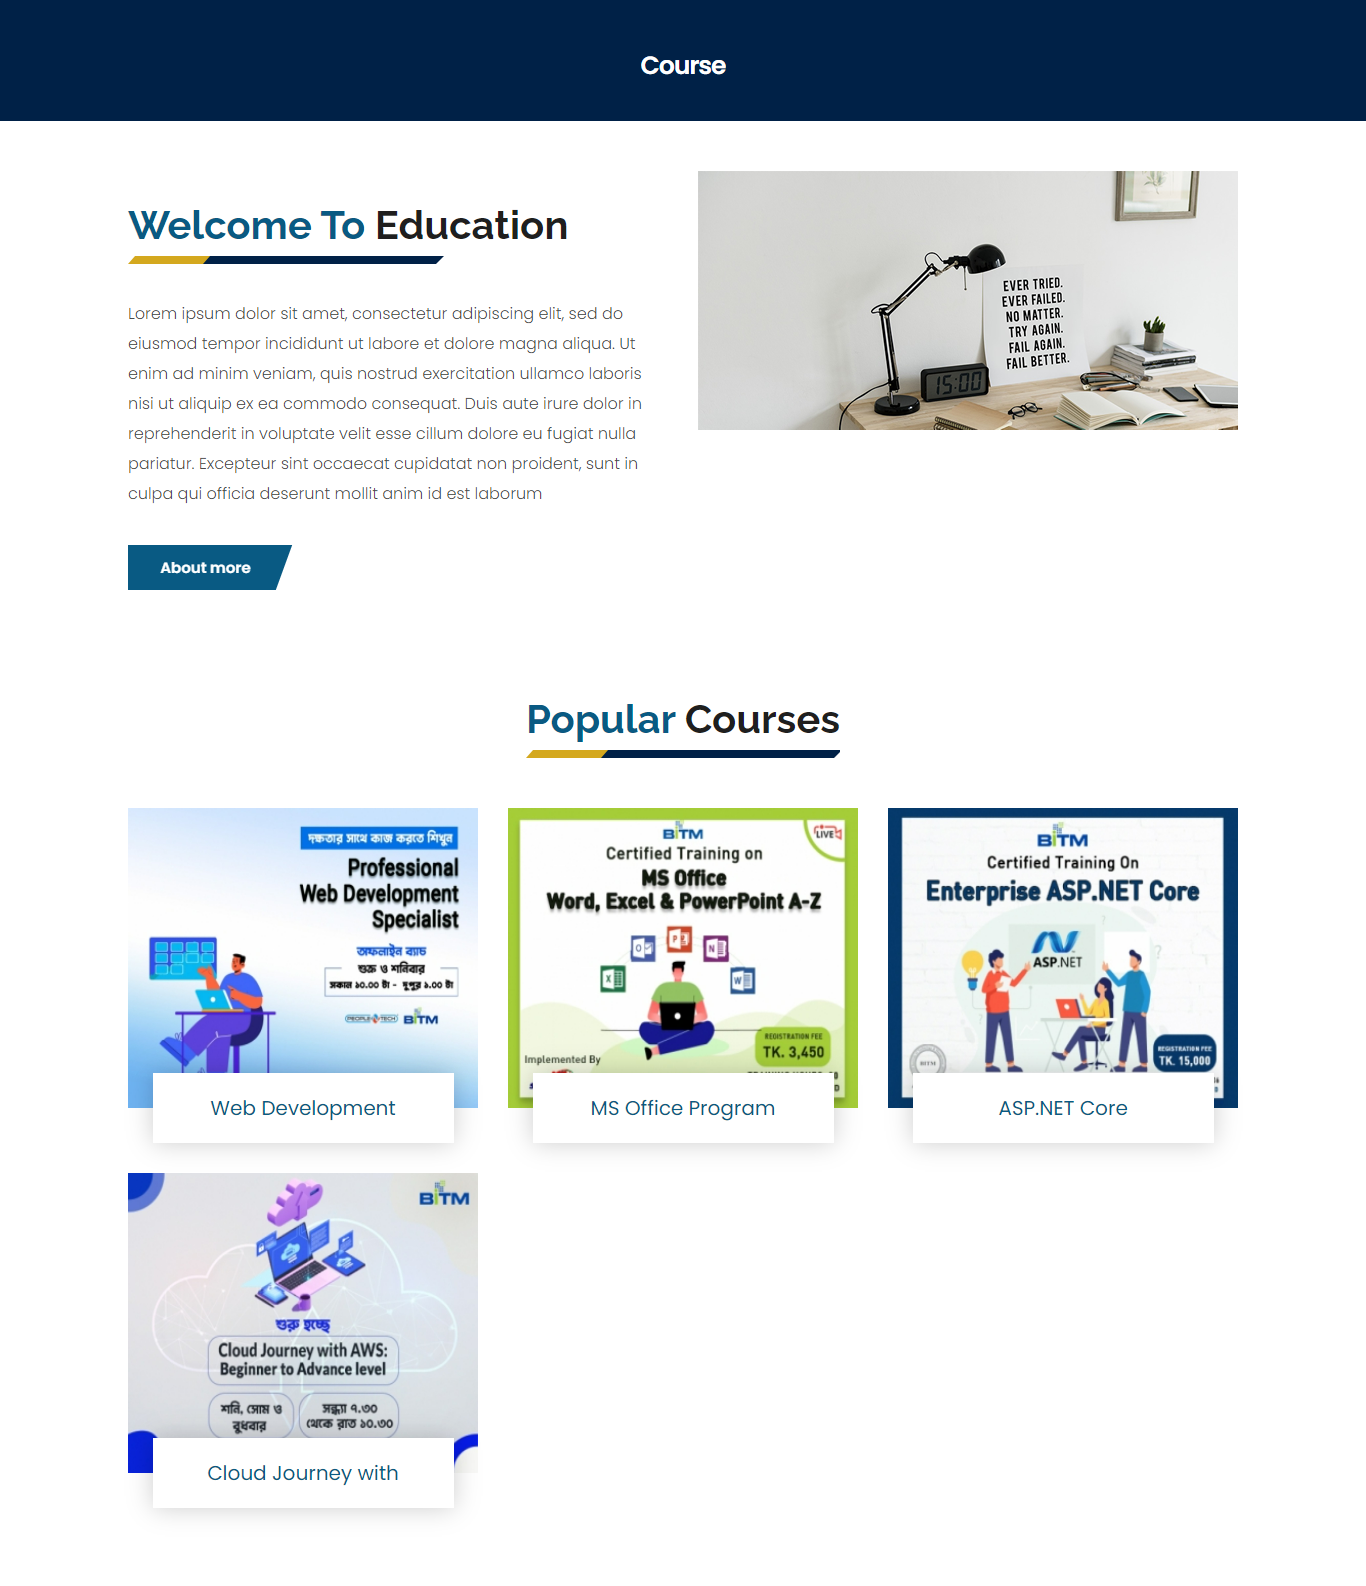 Course
Welcome To Education
Lorem ipsum dolor sit amet, consectetur adipiscing elit, sed do
eiusmod tempor incididunt ut labore et dolore magna aliqua. Ut
enim ad minim veniam, quis nostrud exercitation ullamco laboris
nisi ut aliquip ex ea commodo consequat. Duis aute irure dolor in
reprehenderit in voluptate velit esse cillum dolore eu fugiat nulla
pariatur. Excepteur sint occaecat cupidatat non proident, sunt in
culpa qui officia deserunt mollit anim id est laborum
About more
EVER TRIED.
EVER FAILED.
NO MATTER.
TRY AGAIN.
FAIL AGAIN.
FAIL BETTER.
15:00
Popular Courses
দক্ষতার সাথে কাজ করতে শিখুন
Professional
Web Development
Specialist
অফলাইন ব্যাচ
শুক্র ও শনিবার
সকাল ১০.০০ টা - দুপুর ১.০০ টা
PEOPLE N TECH BITM
Web Development
BITM
LIVE
Certified Training on
MS Office
Word, Excel & PowerPoint A-Z
O
P
N
X
W
REGISTRATION FEE
TK. 3,450
Implemented By
MS Office Program
BITM
Certified Training On
Enterprise ASP.NET Core
ASP.NET
REGISTRATION FEE
TK. 15,000
BITM
ASP.NET Core
BITM
শুরু হচ্ছে
Cloud Journey with AWS:
Beginner to Advance level
শনি, সোম ও
বুধবার
সন্ধ্যা ৭.৩০
থেকে রাত ১০.৩০
Cloud Journey with